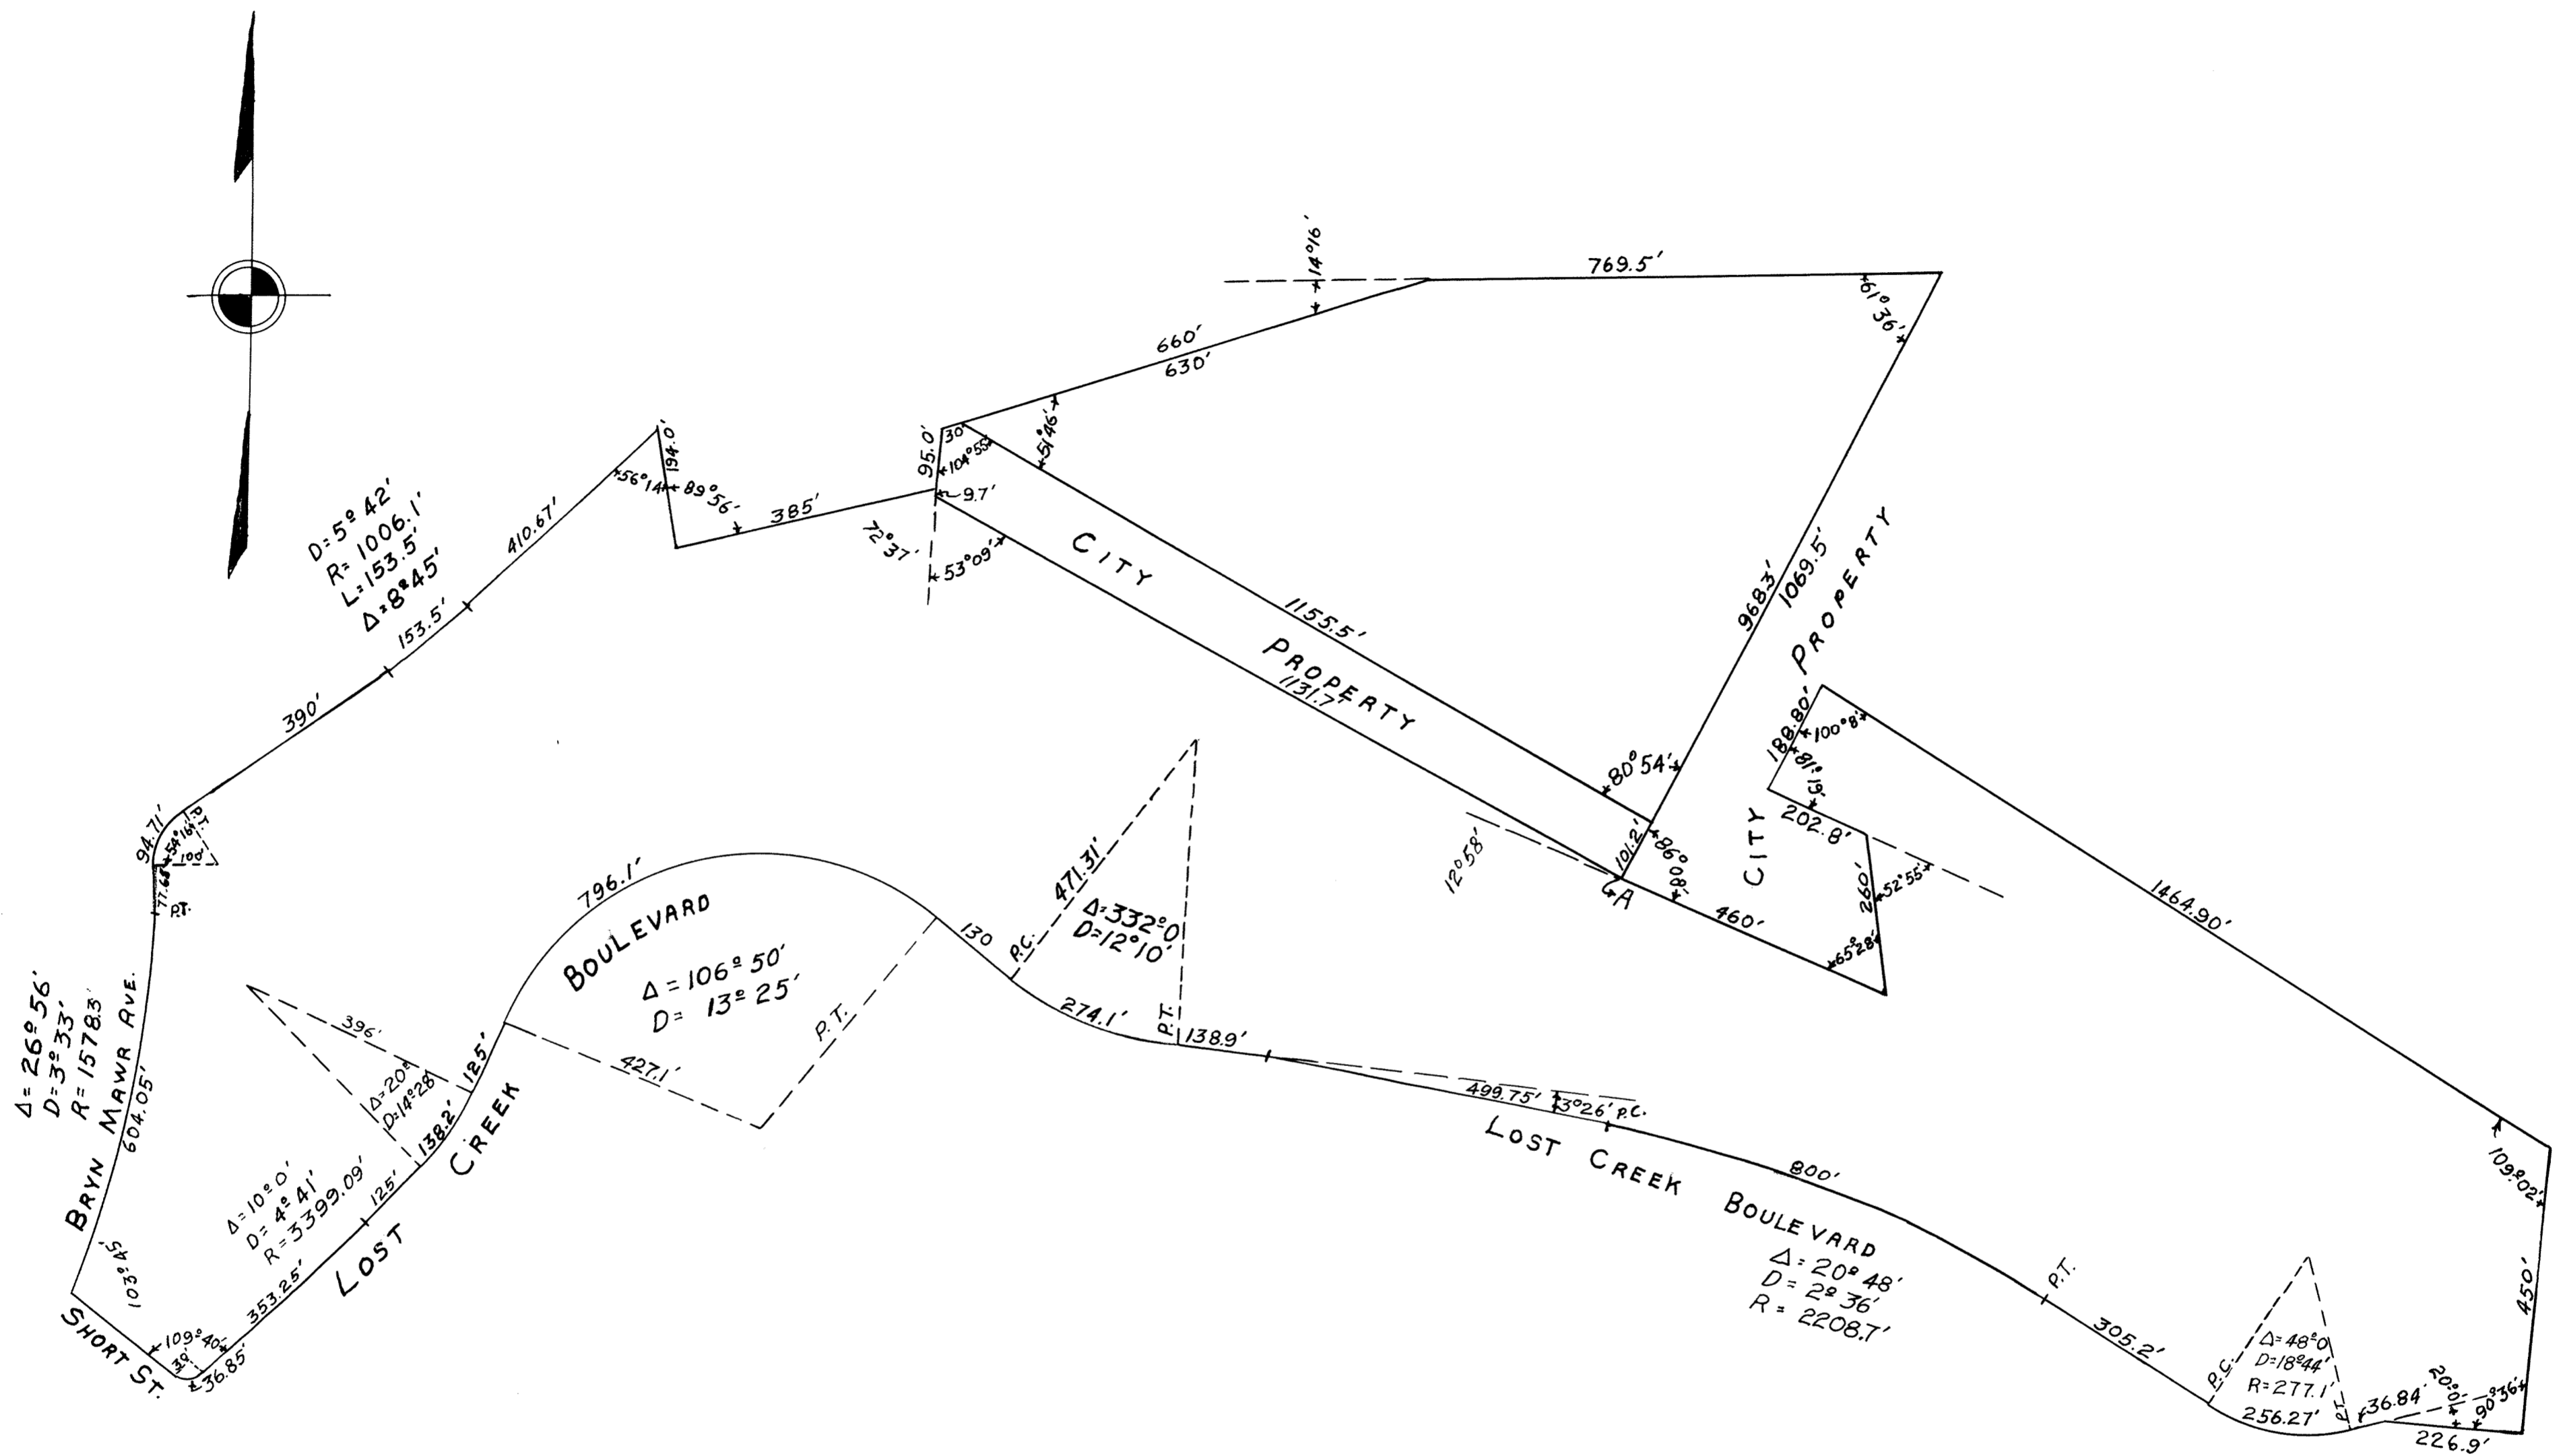 14°16'
769.5'
61°36'
660'
630'
51°46'
30'
104°55'
95.0'
9.7'
194.0'
56°14'
89°56'
385'
72°37'
53°09'
D=5°42'
R=1006.1'
L=153.5'
Δ=8°45'
410.67'
153.5'
390'
CITY PROPERTY
1155.5'
1131.7'
968.3'
1069.5'
CITY PROPERTY
80°54'
101.2'
86°08'
12°58'
G A
460'
65°28'
260'
52°55'
202.8'
188.80'
100°8'
81°19'
1464.90'
109°02'
450'
94.71'
54°16'
P.T.
100'
77.68'
P.T.
Δ=26°56'
D=3°33'
R=1578.3'
BRYN MAWR AVE.
604.05'
103°45'
SHORT ST.
109°40'
30'
36.85'
353.25'
Δ=10°0'
D=4°41'
R=3399.09'
125'
138.2'
396'
Δ=20°
D=14°28'
125'
LOST CREEK BOULEVARD
796.1'
Δ=106°50'
D= 13°25'
427.1'
P.T.
130
P.C.
471.31'
Δ=332°0
D=12°10'
274.1'
P.T.
138.9'
499.75'
3°26' P.C.
LOST CREEK BOULEVARD
800'
Δ=20°48'
D=2°36'
R=2208.7'
P.T.
305.2'
P.C.
Δ=48°0
D=18°44'
R=277.1'
P.T.
256.27'
36.84'
20°0'
90°36'
226.9'